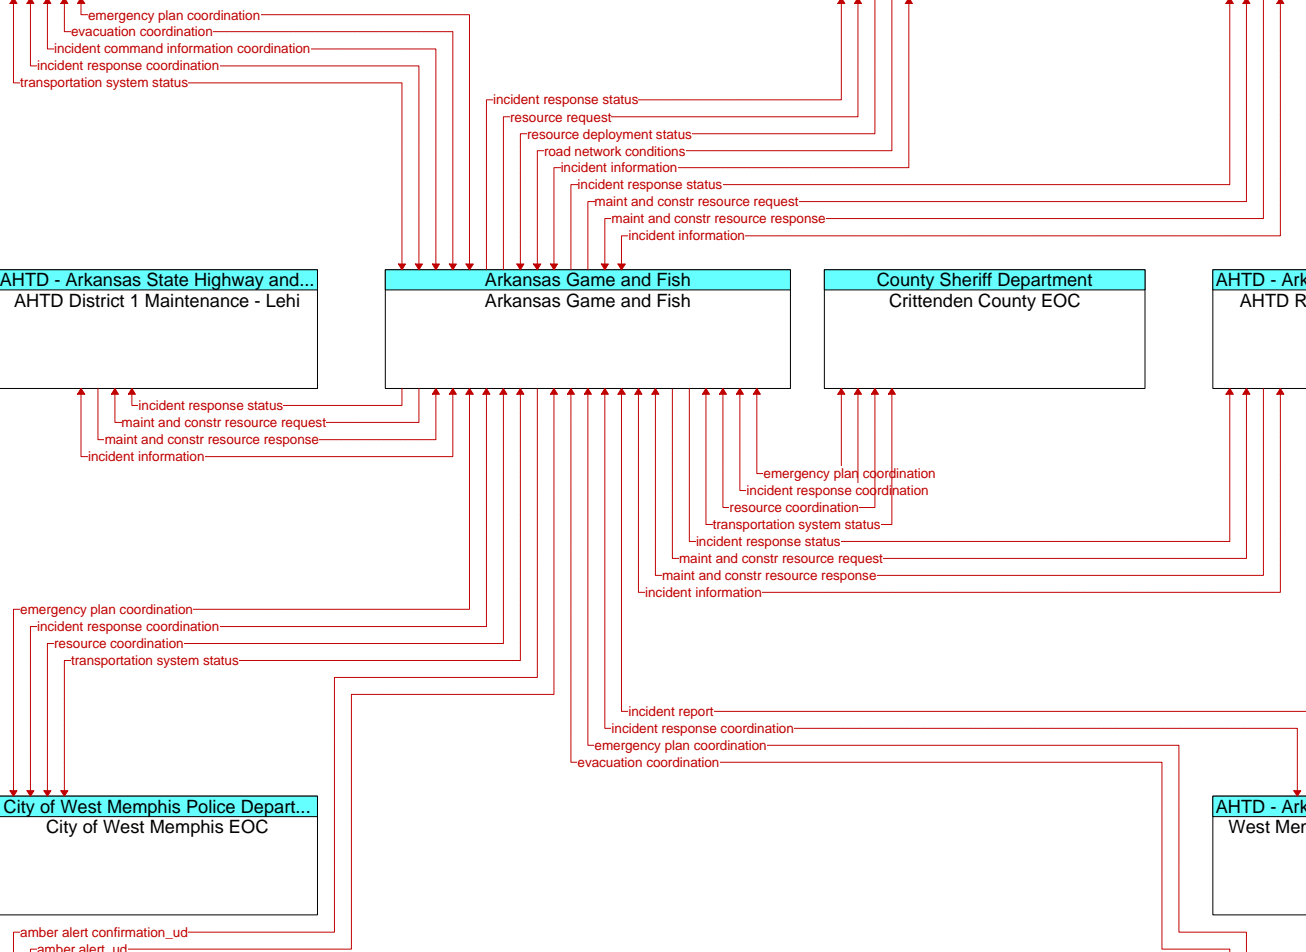 emergency plan coordination
evacuation coordination
incident command information coordination
incident response coordination
transportation system status
incident response status
resource request
resource deployment status
road network conditions
incident information
incident response status
maint and constr resource request
maint and constr resource response
incident information
AHTD - Arkansas State Highway and...
AHTD District 1 Maintenance - Lehi
Arkansas Game and Fish
Arkansas Game and Fish
County Sheriff Department
Crittenden County EOC
AHTD - Ark
AHTD R
incident response status
maint and constr resource request
maint and constr resource response
incident information
emergency plan coordination
incident response coordination
resource coordination
transportation system status
incident response status
maint and constr resource request
maint and constr resource response
incident information
emergency plan coordination
incident response coordination
resource coordination
transportation system status
incident report
incident response coordination
emergency plan coordination
evacuation coordination
City of West Memphis Police Depart...
City of West Memphis EOC
AHTD - Ark
West Mer
amber alert confirmation_ud
amber alert_ud